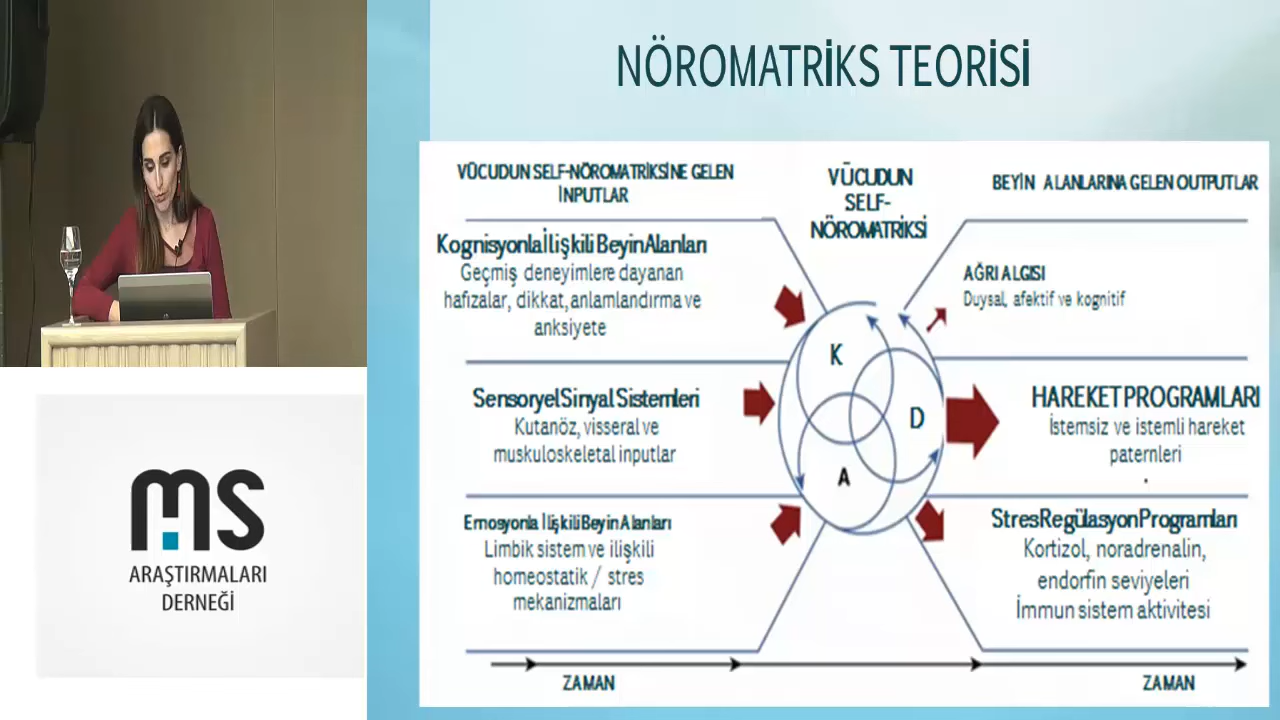 NÖROMATRİKS TEORİSİ
VÜCUDUN SELF-NÖROMATRİKSİNE GELEN
İNPUTLAR
VÜCUDUN
SELF-
NÖROMATRİKSİ
BEYİN ALANLARINA GELEN OUTPUTLAR
Kognisyonla İlişkili Beyin Alanları
Geçmiş deneyimlere dayanan
hafızalar, dikkat, anlamlandırma ve
anksiyete
Sensoryel Sinyal Sistemleri
Kutanöz, visseral ve
muskuloskeletal inputlar
Emosyonla İlişkili Beyin Alanları
Limbik sistem ve ilişkili
homeostatik / stres
mekanizmaları
K
D
A
AĞRI ALGISI
Duysal, afektif ve kognitif
HAREKET PROGRAMLARI
İstemsiz ve istemli hareket
paternleri
.
Stres Regülasyon Programları
Kortizol, noradrenalin,
endorfin seviyeleri
İmmun sistem aktivitesi
ZAMAN
ZAMAN
MS
ARAŞTIRMALARI
DERNEĞİ